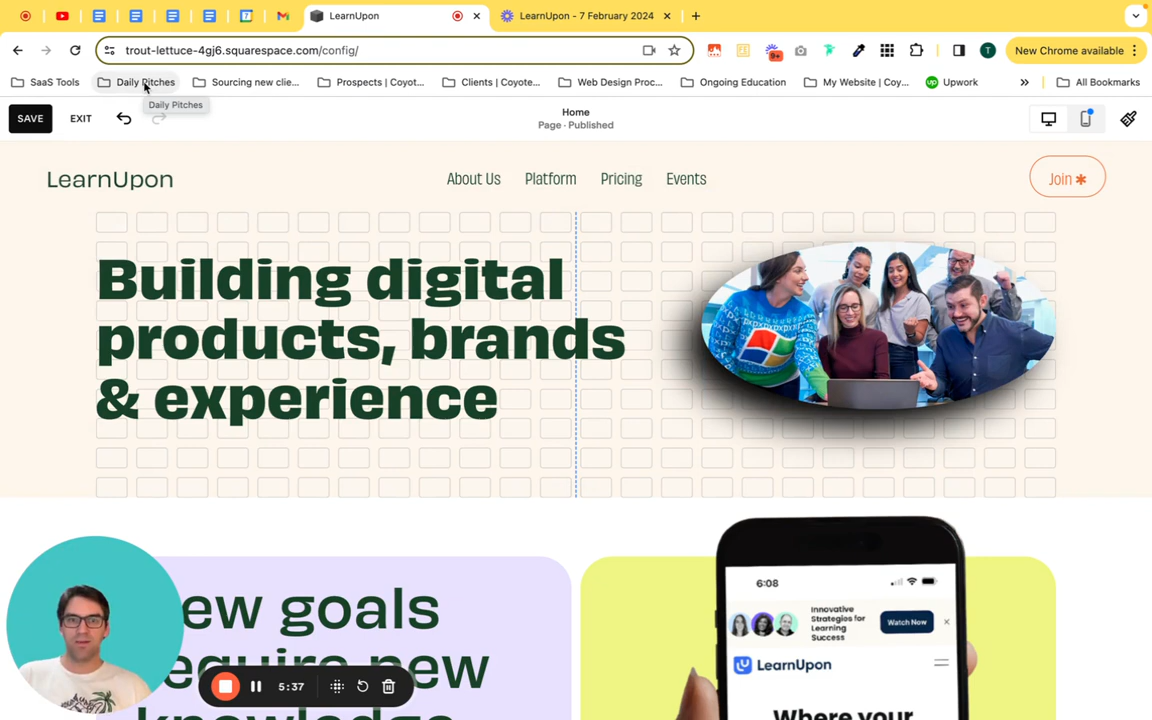 LearnUpon
LearnUpon - 7 February 2024
trout-lettuce-4gj6.squarespace.com/config/
9+
T
New Chrome available
SaaS Tools
Daily Pitches
Sourcing new clie...
Prospects | Coyot...
Clients | Coyote...
Web Design Proc...
Ongoing Education
My Website | Coy...
up
Upwork
»
All Bookmarks
Daily Pitches
SAVE
EXIT
Home
Page · Published
LearnUpon
About Us
Platform
Pricing
Events
Join ✱
Building digital
products, brands
& experience
ew goals
equire new
knowledge
5:37
6:08
Innovative
Strategies for
Learning
Success
Watch Now
LearnUpon
Where your